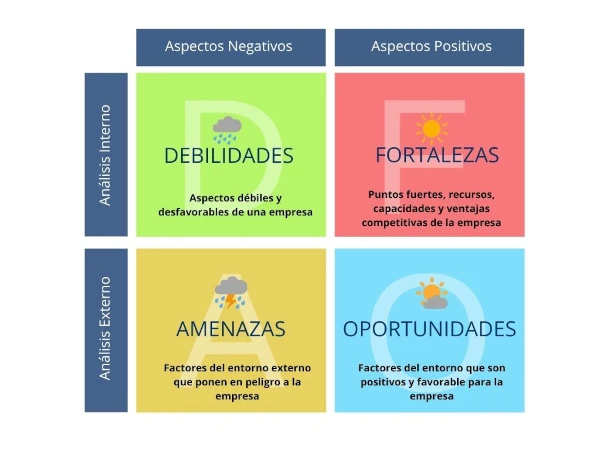 Aspectos Negativos
Aspectos Positivos
Análisis Interno
D
DEBILIDADES
Aspectos débiles y
desfavorables de una empresa
F
FORTALEZAS
Puntos fuertes, recursos,
capacidades y ventajas
competitivas de la empresa
Análisis Externo
A
AMENAZAS
Factores del entorno externo
que ponen en peligro a la
empresa
O
OPORTUNIDADES
Factores del entorno que son
positivos y favorable para la
empresa